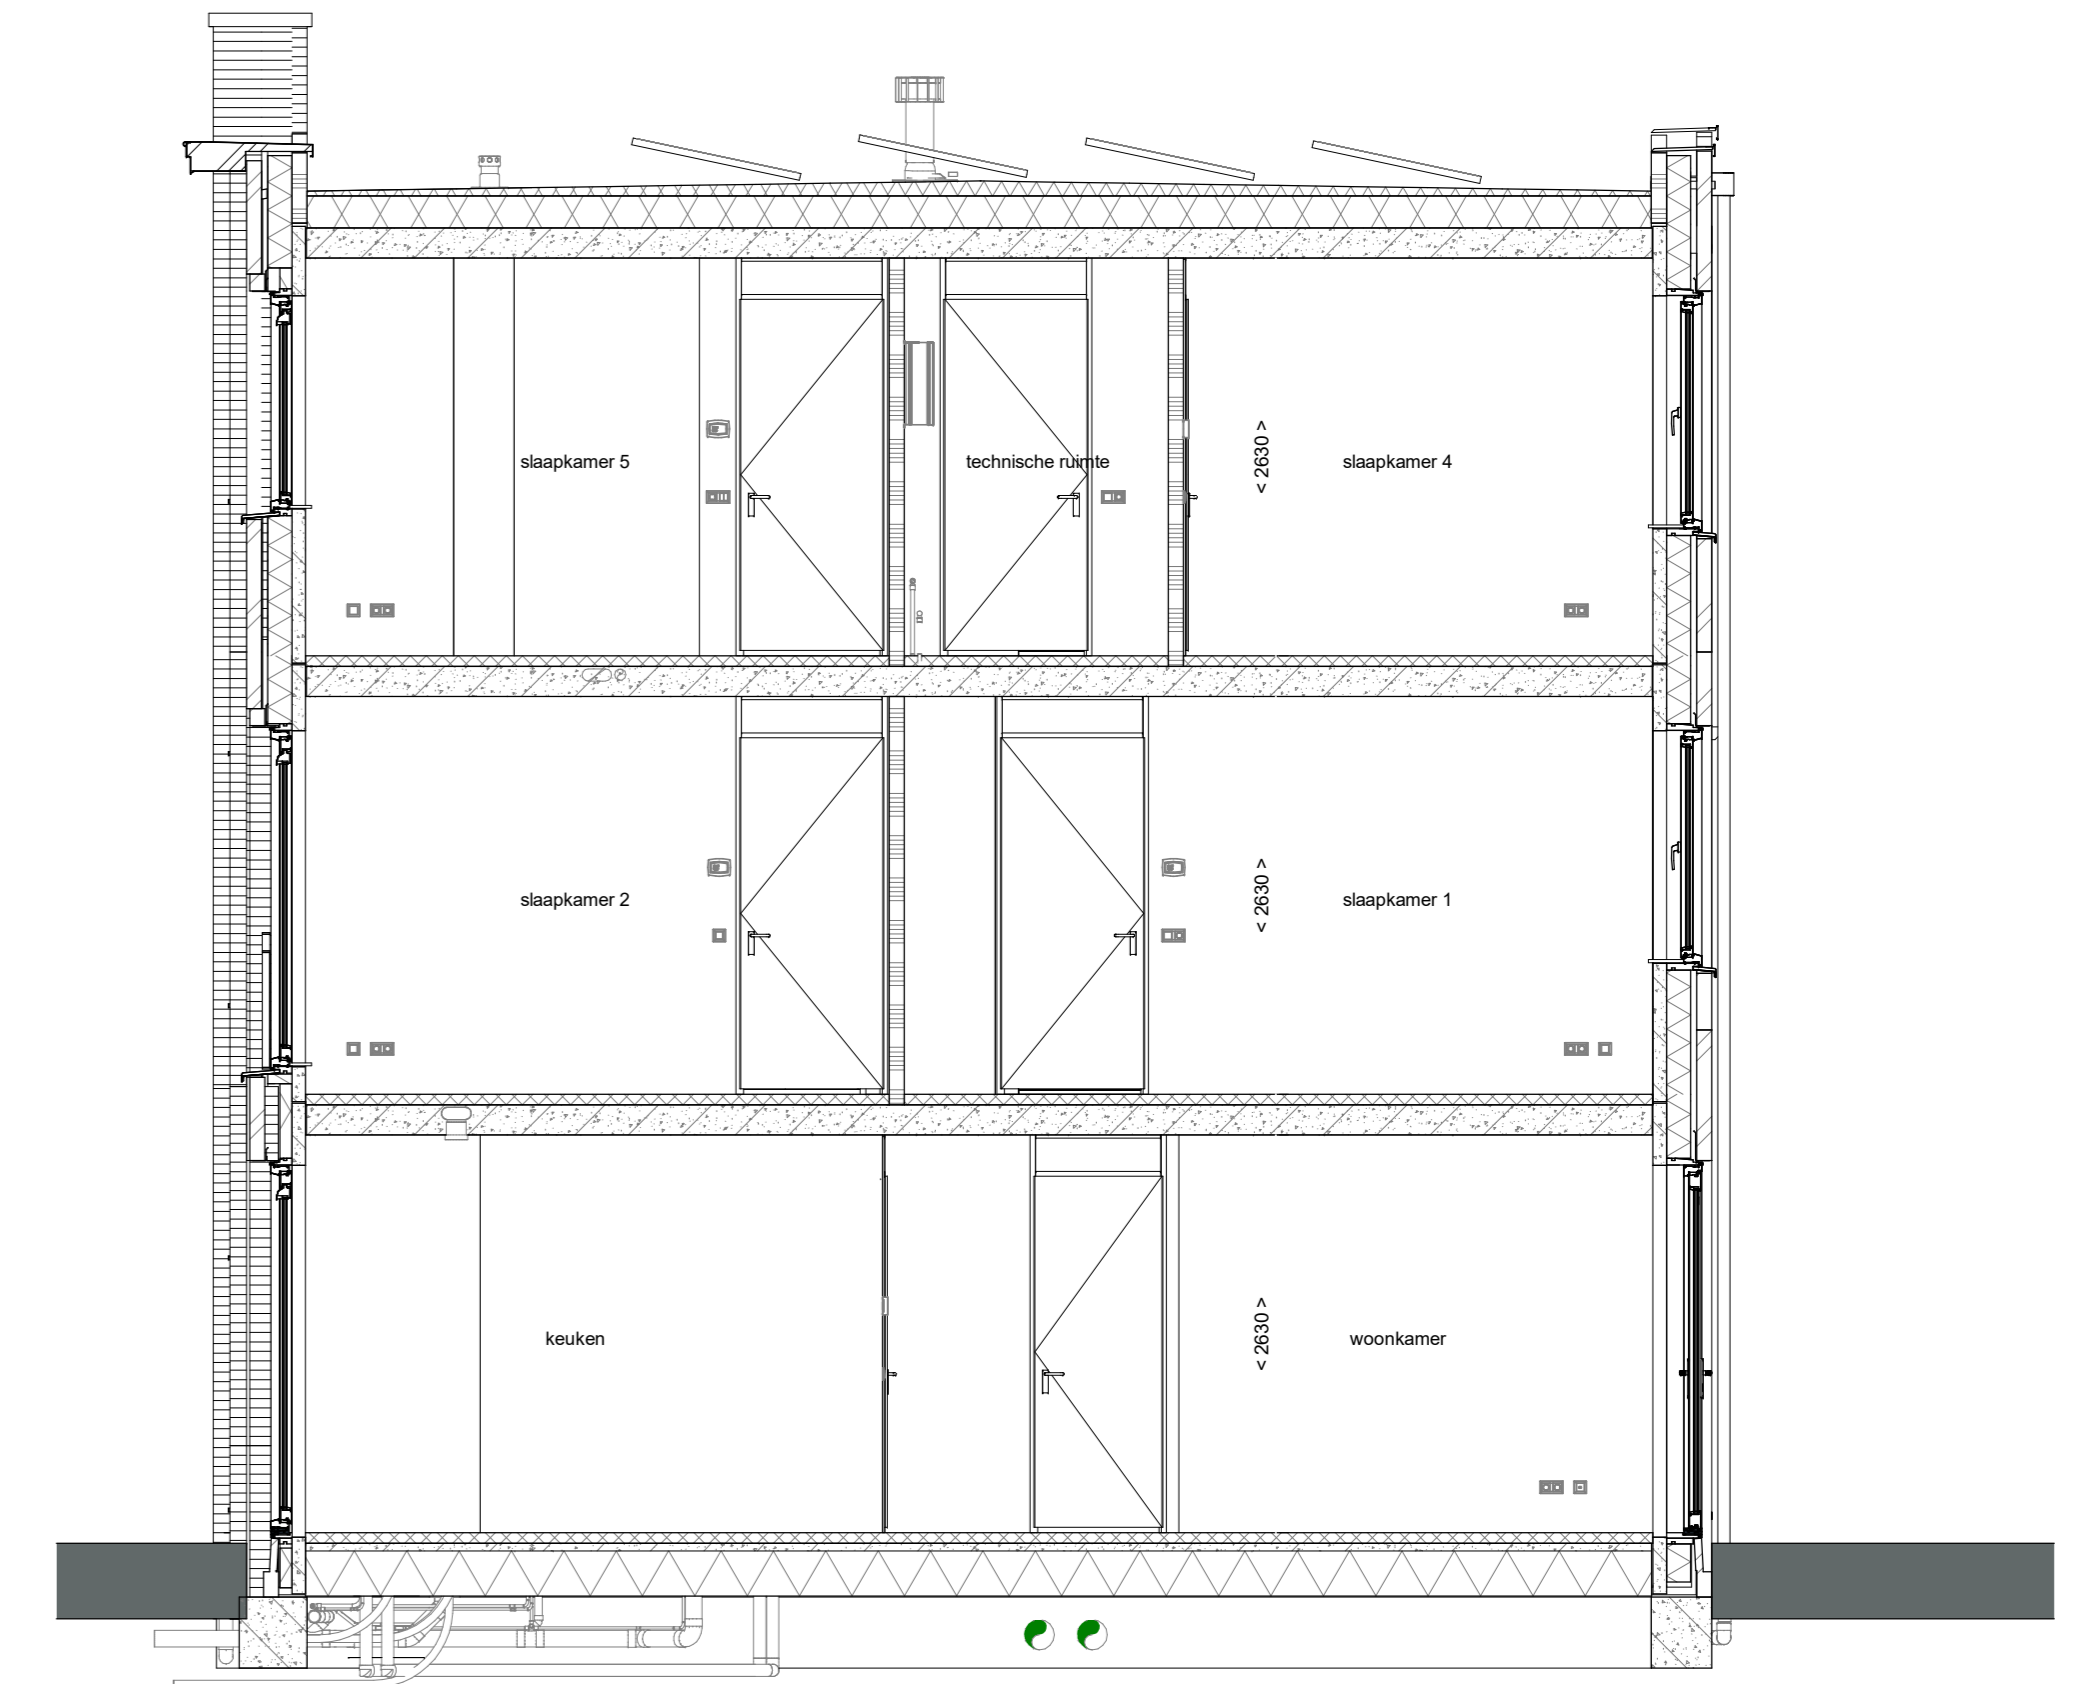 slaapkamer 5
technische ruimte
< 2630 >
slaapkamer 4
slaapkamer 2
< 2630 >
slaapkamer 1
keuken
< 2630 >
woonkamer